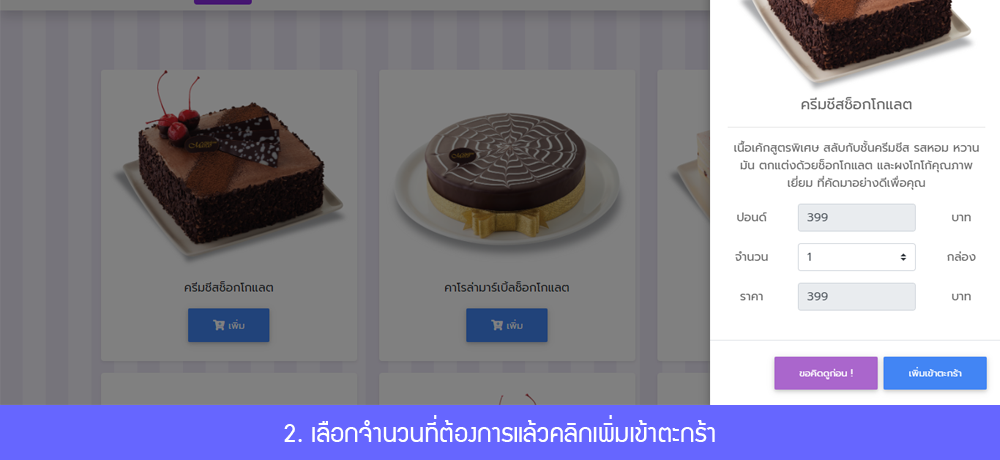 ครีมชีสช็อกโกแลต
เพิ่ม
คาโรล่ามาร์เบิ้ลช็อกโกแลต
เพิ่ม
ครีมชีสช็อกโกแลต
เนื้อเค้กสูตรพิเศษ สลับกับชั้นครีมชีส รสหอม หวาน
มัน ตกแต่งด้วยช็อกโกแลต และผงโกโก้คุณภาพ
เยี่ยม ที่คัดมาอย่างดีเพื่อคุณ
ปอนด์ 399 บาท
จำนวน 1 กล่อง
ราคา 399 บาท
ขอคิดดูก่อน !
เพิ่มเข้าตะกร้า
2. เลือกจำนวนที่ต้องการแล้วคลิกเพิ่มเข้าตะกร้า